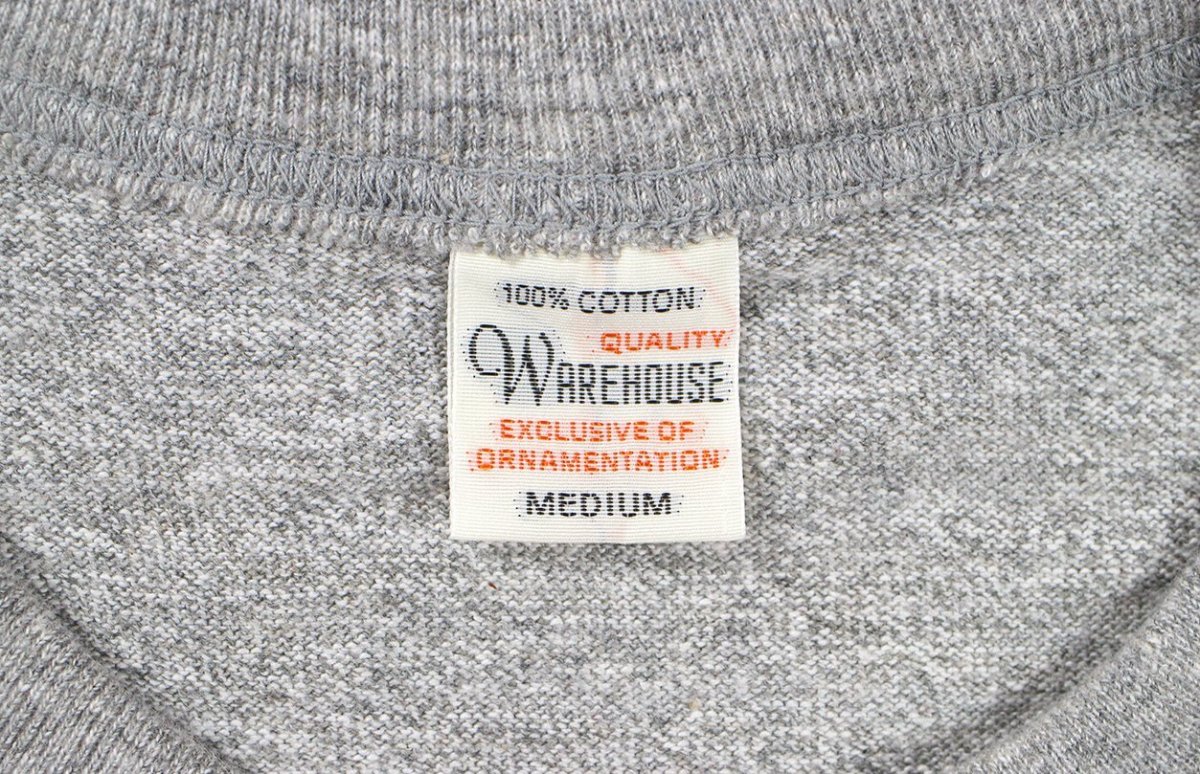 100% COTTON
QUALITY
WAREHOUSE
EXCLUSIVE OF
ORNAMENTATION
MEDIUM